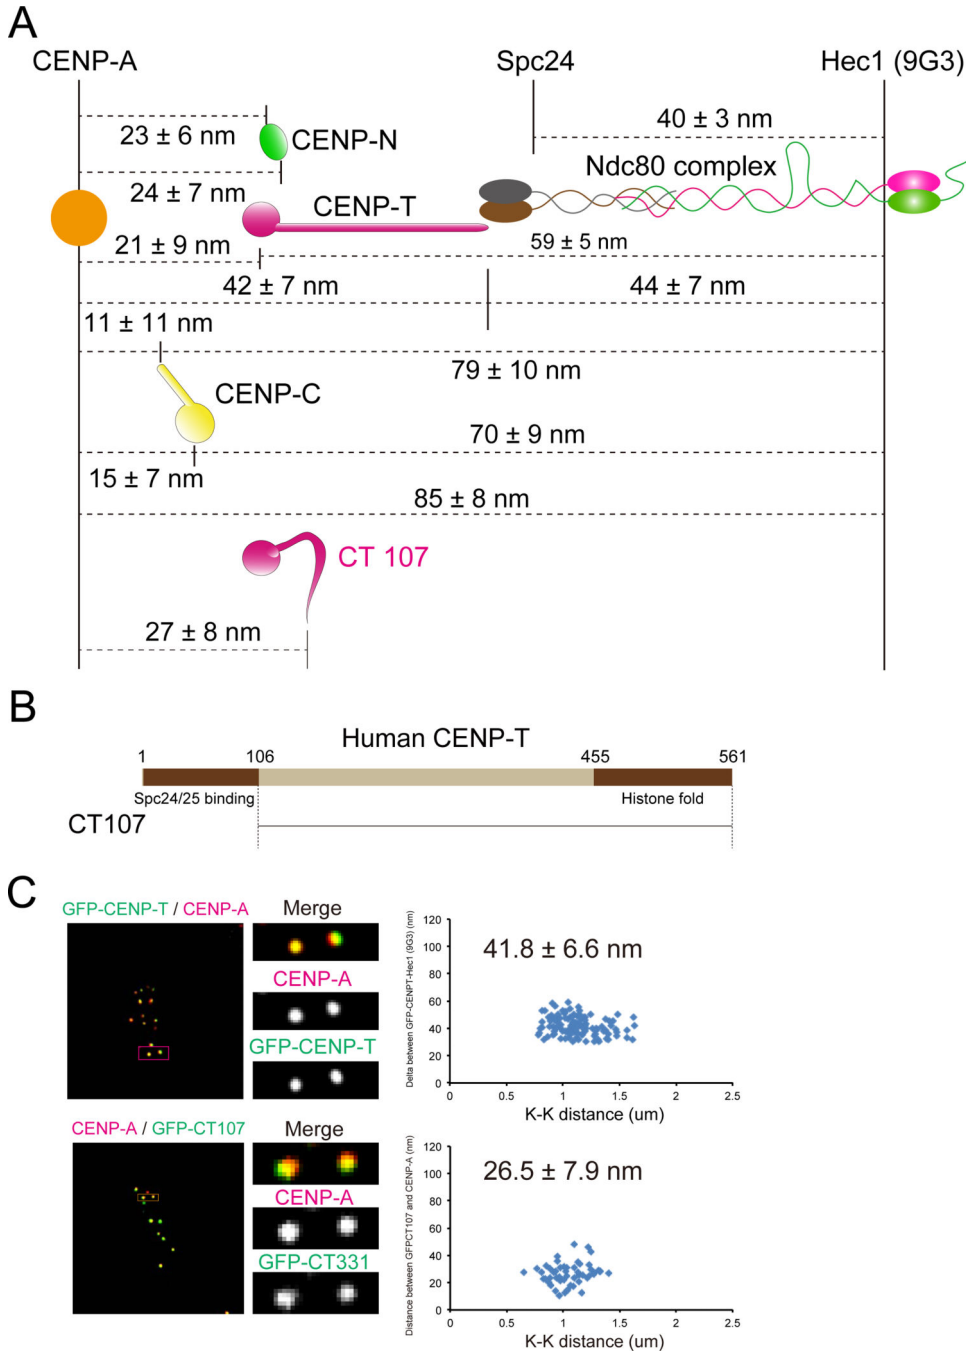 A
CENP-A
Spc24
Hec1 (9G3)
23 ± 6 nm
CENP-N
40 ± 3 nm
Ndc80 complex
24 ± 7 nm
CENP-T
21 ± 9 nm
59 ± 5 nm
42 ± 7 nm
44 ± 7 nm
11 ± 11 nm
79 ± 10 nm
CENP-C
70 ± 9 nm
15 ± 7 nm
85 ± 8 nm
CT 107
27 ± 8 nm
B
Human CENP-T
1 106 455 561
Spc24/25 binding
Histone fold
CT107
C
GFP-CENP-T / CENP-A
Merge
CENP-A
GFP-CENP-T
Delta between GFP-CENPT-Hec1 (9G3) (nm)
120
100
80
60
40
20
0
41.8 ± 6.6 nm
0 0.5 1 1.5 2 2.5
K-K distance (um)
CENP-A / GFP-CT107
Merge
CENP-A
GFP-CT331
Distance between GFPCT107 and CENP-A (nm)
120
100
80
60
40
20
0
26.5 ± 7.9 nm
0 0.5 1 1.5 2 2.5
K-K distance (um)